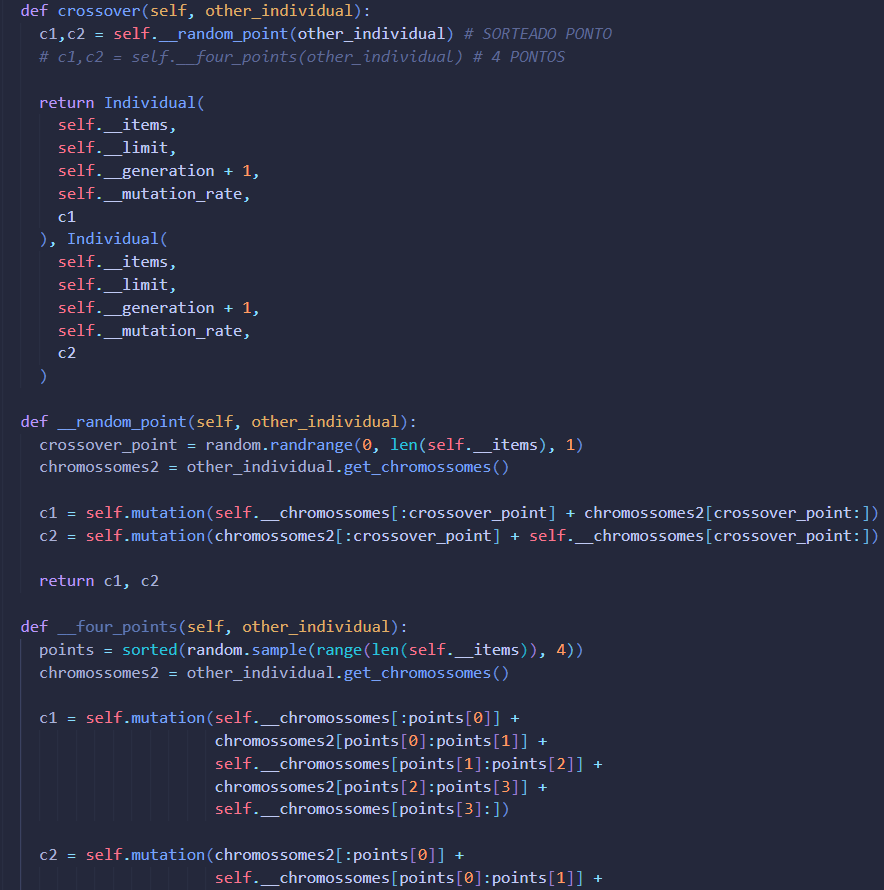 def crossover(self, other_individual):
c1,c2 = self.__random_point(other_individual) # SORTEADO PONTO
# c1,c2 = self.__four_points(other_individual) # 4 PONTOS
return Individual(
self.__items,
self.__limit,
self.__generation + 1,
self.__mutation_rate,
c1
), Individual(
self.__items,
self.__limit,
self.__generation + 1,
self.__mutation_rate,
c2
)
def __random_point(self, other_individual):
crossover_point = random.randrange(0, len(self.__items), 1)
chromossomes2 = other_individual.get_chromossomes()
c1 = self.mutation(self.__chromossomes[:crossover_point] + chromossomes2[crossover_point:])
c2 = self.mutation(chromossomes2[:crossover_point] + self.__chromossomes[crossover_point:])
return c1, c2
def __four_points(self, other_individual):
points = sorted(random.sample(range(len(self.__items)), 4))
chromossomes2 = other_individual.get_chromossomes()
c1 = self.mutation(self.__chromossomes[:points[0]] +
chromossomes2[points[0]:points[1]] +
self.__chromossomes[points[1]:points[2]] +
chromossomes2[points[2]:points[3]] +
self.__chromossomes[points[3]:])
c2 = self.mutation(chromossomes2[:points[0]] +
self.__chromossomes[points[0]:points[1]] +